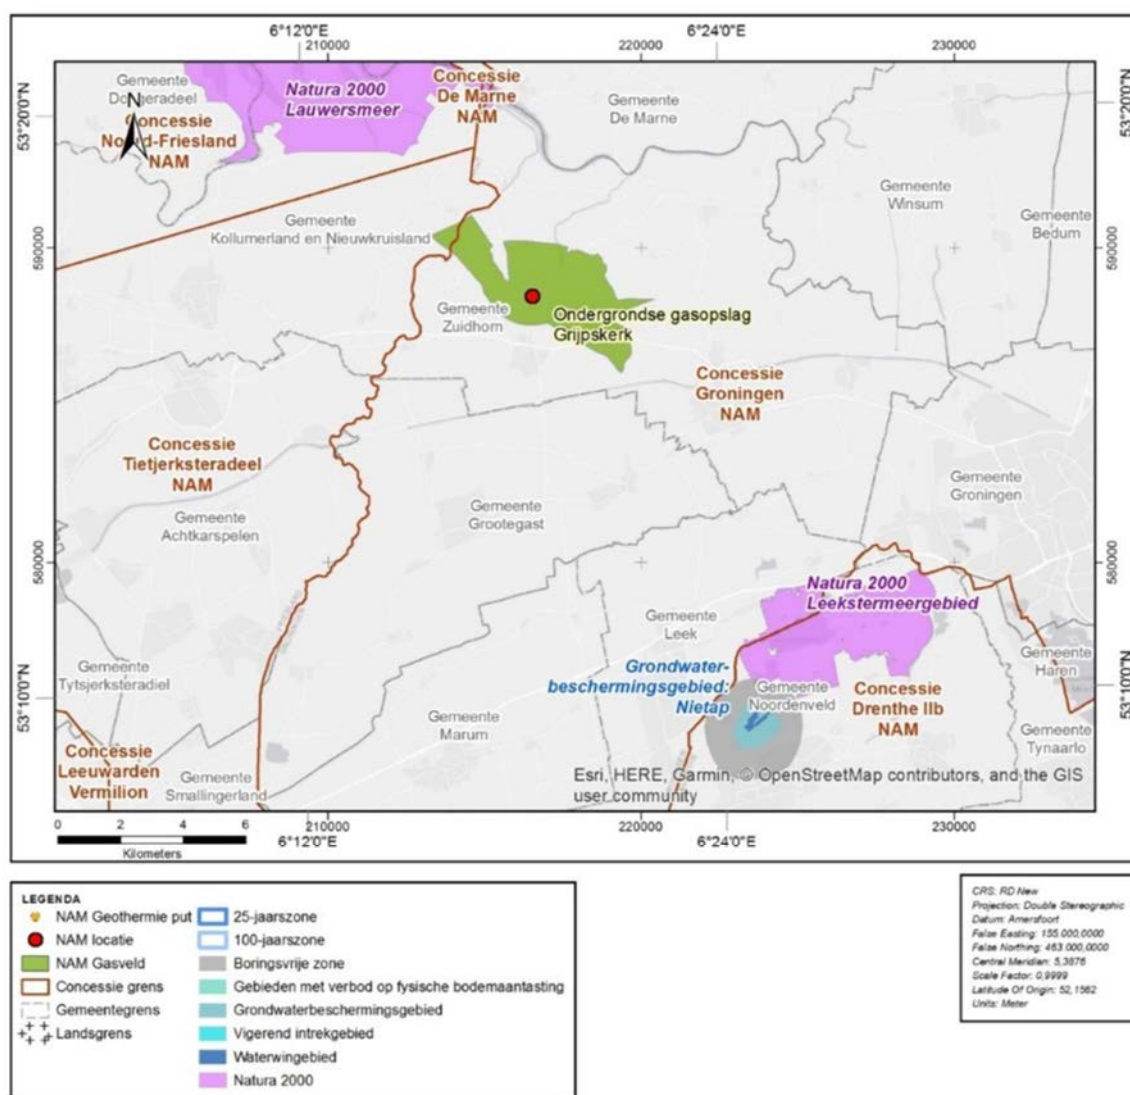 6°12'0"E
6°24'0"E
210000
220000
230000
53°20'0"N
53°20'0"N
Gemeente
Dongeradeel
N
Concessie
Noord-Friesland
NAM
Natura 2000
Lauwersmeer
Concessie
De Marne
NAM
Gemeente
De Marne
Gemeente
Winsum
Gemeente
Bedum
590000
590000
Gemeente
Kollumerland en Nieuwkruisland
Gemeente
Zuidhorn
Ondergrondse gasopslag
Grijpskerk
Concessie
Groningen
NAM
Concessie
Tietjerksteradeel
NAM
Gemeente
Achtkarspelen
Gemeente
Grootegast
Gemeente
Groningen
580000
580000
Natura 2000
Leekstermeergebied
Gemeente
Leek
Gemeente
Haren
Gemeente
Tytsjerksteradiel
Grondwater-
beschermingsgebied:
Nietap
Gemeente
Noordenveld
Concessie
Drenthe IIb
NAM
53°10'0"N
53°10'0"N
Gemeente
Marum
Gemeente
Tynaarlo
Concessie
Leeuwarden
Vermilion
Gemeente
Smallingerland
Esri, HERE, Garmin, © OpenStreetMap contributors, and the GIS
user community
0 2 4 6
Kilometers
210000
220000
230000
6°12'0"E
6°24'0"E
LEGENDA
NAM Geothermie put
NAM locatie
NAM Gasveld
Concessie grens
Gemeentegrens
Landsgrens
25-jaarszone
100-jaarszone
Boringsvrije zone
Gebieden met verbod op fysische bodemaantasting
Grondwaterbeschermingsgebied
Vigerend intrekgebied
Waterwingebied
Natura 2000
CRS: RD New
Projection: Double Stereographic
Datum: Amersfoort
False Easting: 155.000,0000
False Northing: 463.000,0000
Central Meridian: 5,3876
Scale Factor: 0,9999
Latitude Of Origin: 52,1562
Units: Meter